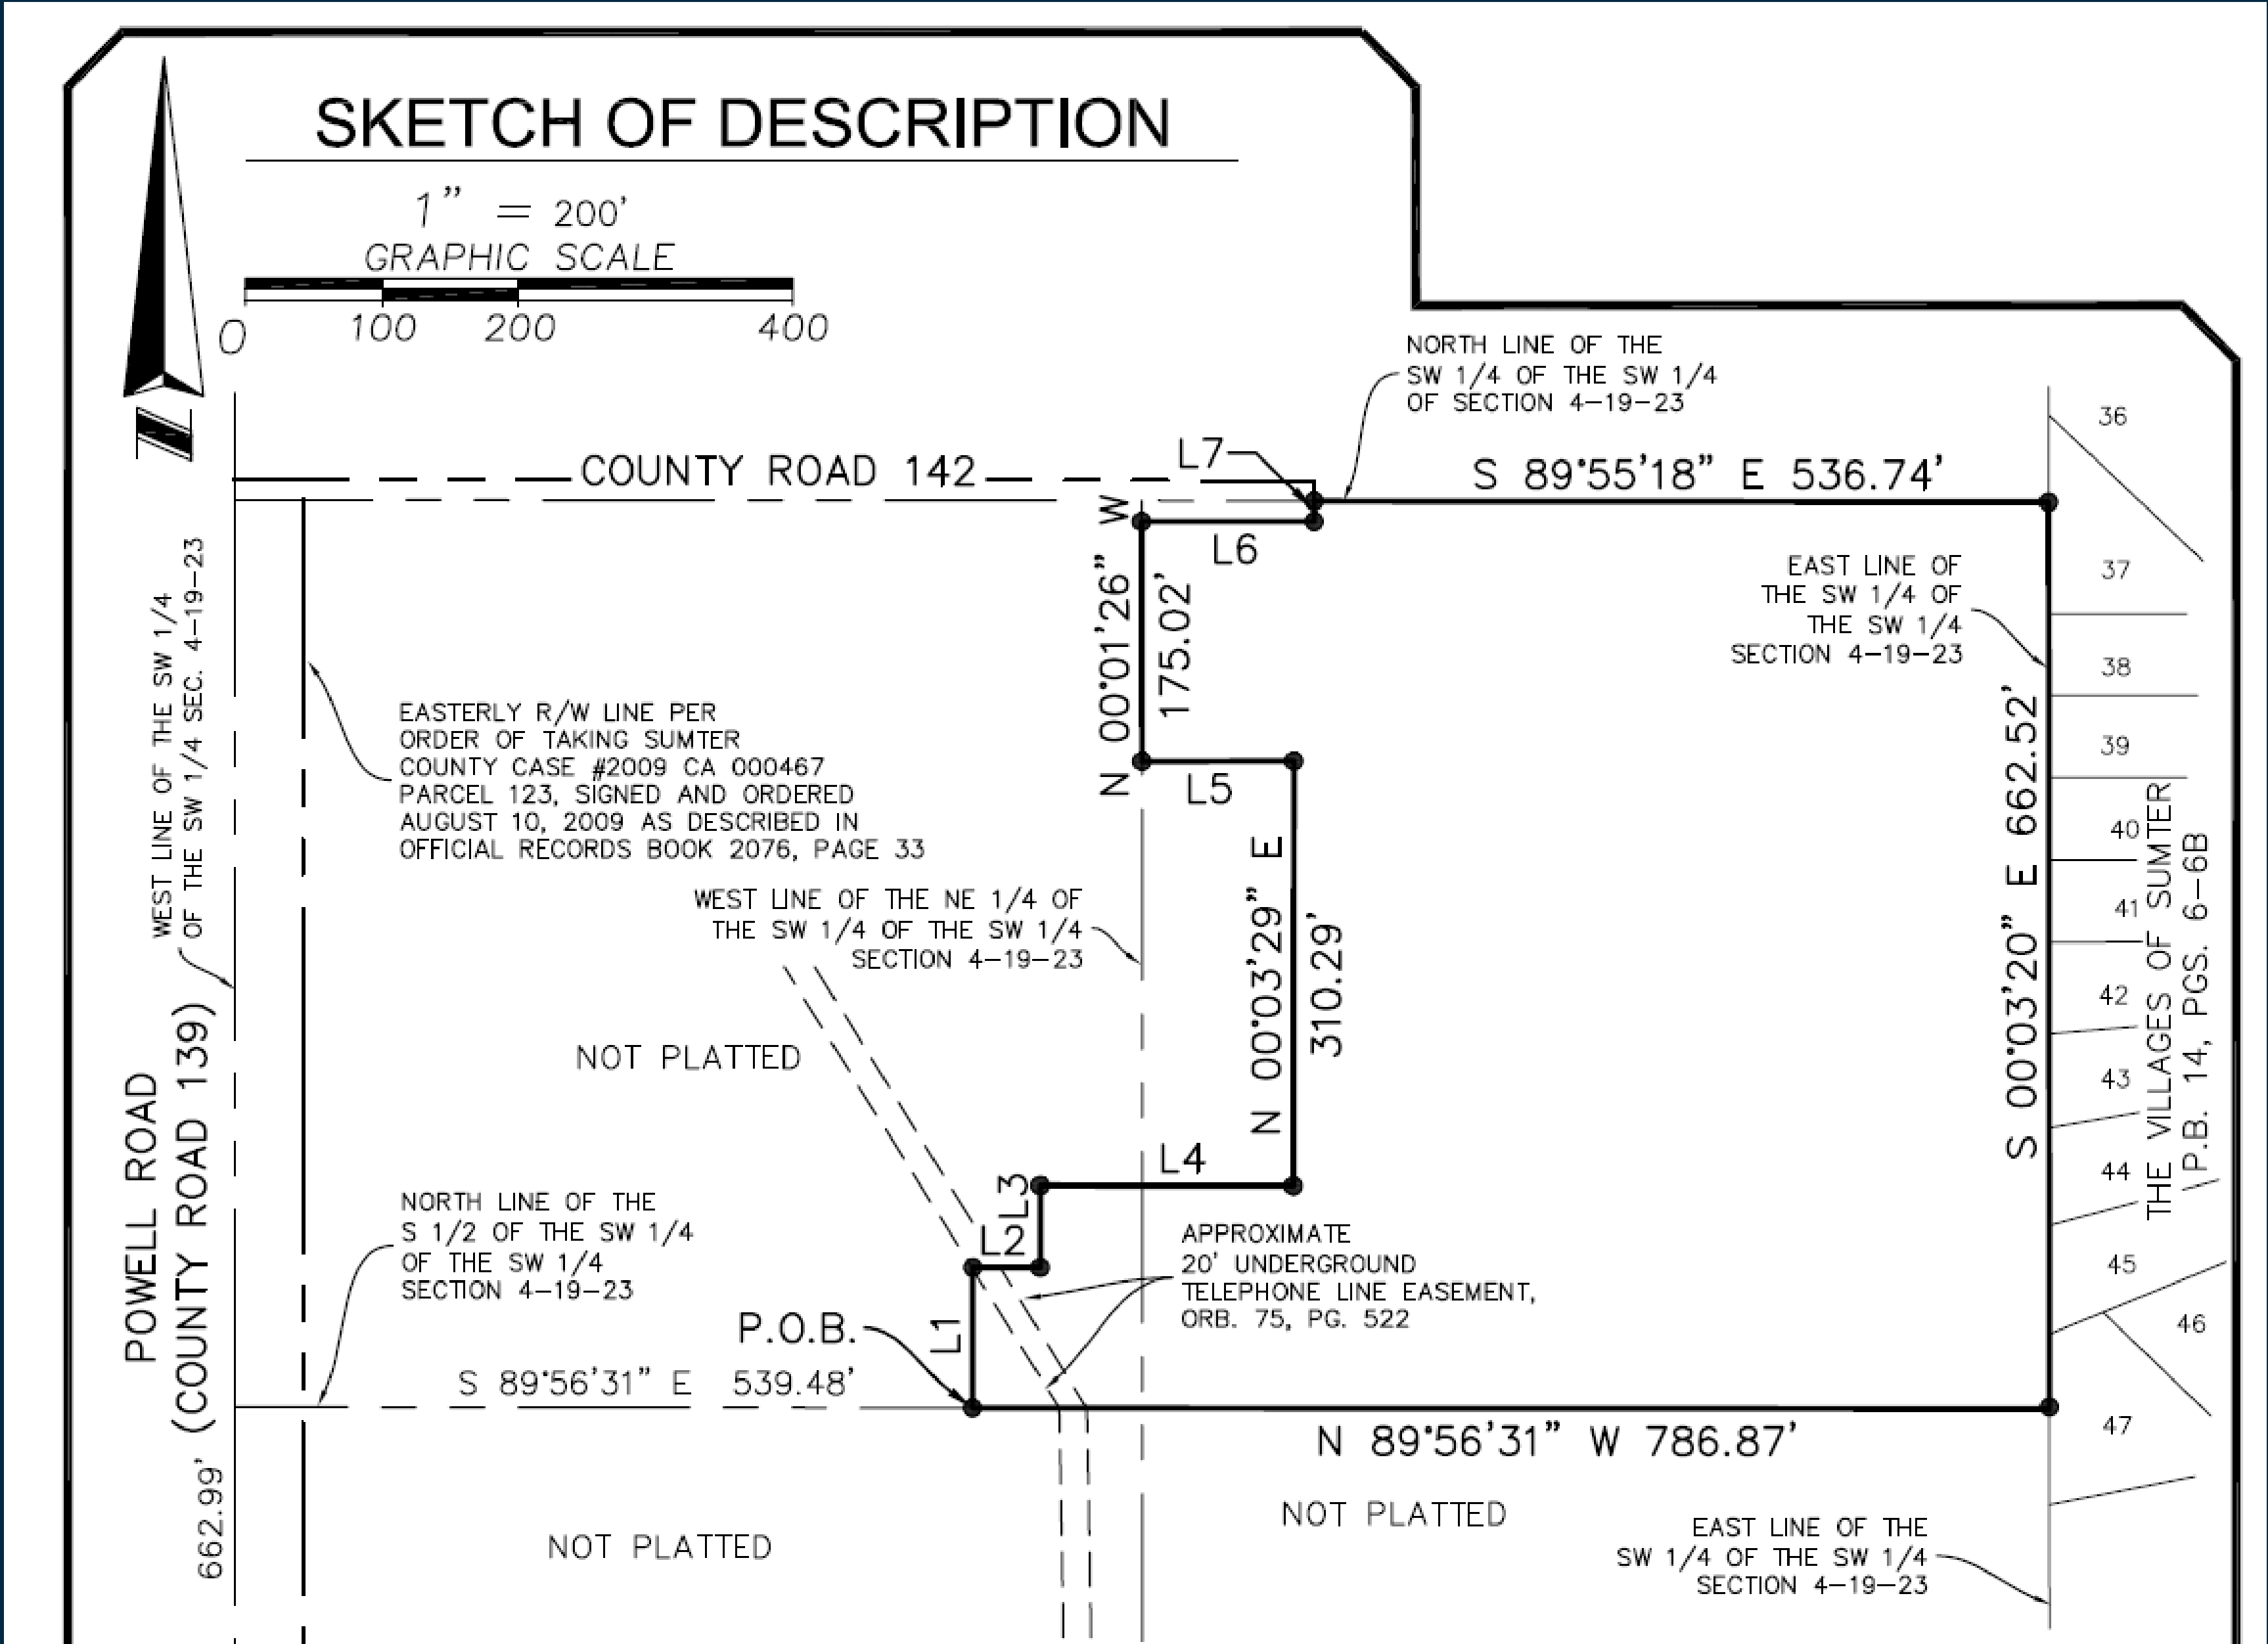 SKETCH OF DESCRIPTION
1" = 200'
GRAPHIC SCALE
0 100 200 400
N
NORTH LINE OF THE
SW 1/4 OF THE SW 1/4
OF SECTION 4-19-23
COUNTY ROAD 142
L7
S 89°55'18" E 536.74'
L6
N 00°01'26" W
175.02'
L5
EAST LINE OF
THE SW 1/4 OF
THE SW 1/4
SECTION 4-19-23
WEST LINE OF THE SW 1/4
OF THE SW 1/4 SEC. 4-19-23
EASTERLY R/W LINE PER
ORDER OF TAKING SUMTER
COUNTY CASE #2009 CA 000467
PARCEL 123, SIGNED AND ORDERED
AUGUST 10, 2009 AS DESCRIBED IN
OFFICIAL RECORDS BOOK 2076, PAGE 33
WEST LINE OF THE NE 1/4 OF
THE SW 1/4 OF THE SW 1/4
SECTION 4-19-23
N 00°03'29" E
310.29'
S 00°03'20" E 662.52'
36
37
38
39
40
41
42
43
44
45
46
47
THE VILLAGES OF SUMTER
P.B. 14, PGS. 6-6B
NOT PLATTED
POWELL ROAD
(COUNTY ROAD 139)
NORTH LINE OF THE
S 1/2 OF THE SW 1/4
OF THE SW 1/4
SECTION 4-19-23
L4
L3
L2
L1
APPROXIMATE
20' UNDERGROUND
TELEPHONE LINE EASEMENT,
ORB. 75, PG. 522
P.O.B.
S 89°56'31" E 539.48'
N 89°56'31" W 786.87'
662.99'
NOT PLATTED
NOT PLATTED
EAST LINE OF THE
SW 1/4 OF THE SW 1/4
SECTION 4-19-23